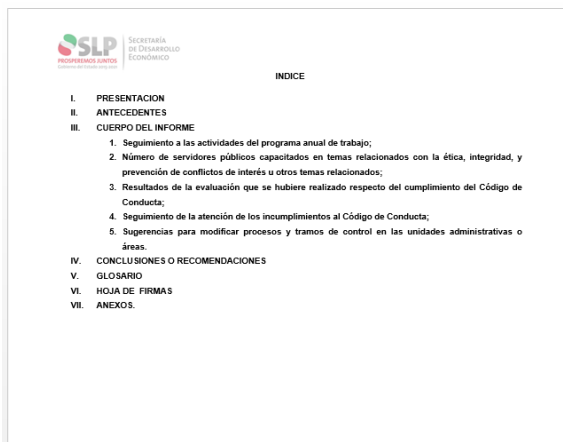 SLP
PROSPEREMOS JUNTOS
Gobierno del Estado 2015-2021
SECRETARÍA
DE DESARROLLO
ECONÓMICO
INDICE
I. PRESENTACION
II. ANTECEDENTES
III. CUERPO DEL INFORME
1. Seguimiento a las actividades del programa anual de trabajo;
2. Número de servidores públicos capacitados en temas relacionados con la ética, integridad, y
prevención de conflictos de interés u otros temas relacionados;
3. Resultados de la evaluación que se hubiere realizado respecto del cumplimiento del Código de
Conducta;
4. Seguimiento de la atención de los incumplimientos al Código de Conducta;
5. Sugerencias para modificar procesos y tramos de control en las unidades administrativas o
áreas.
IV. CONCLUSIONES O RECOMENDACIONES
V. GLOSARIO
VI. HOJA DE FIRMAS
VII. ANEXOS.